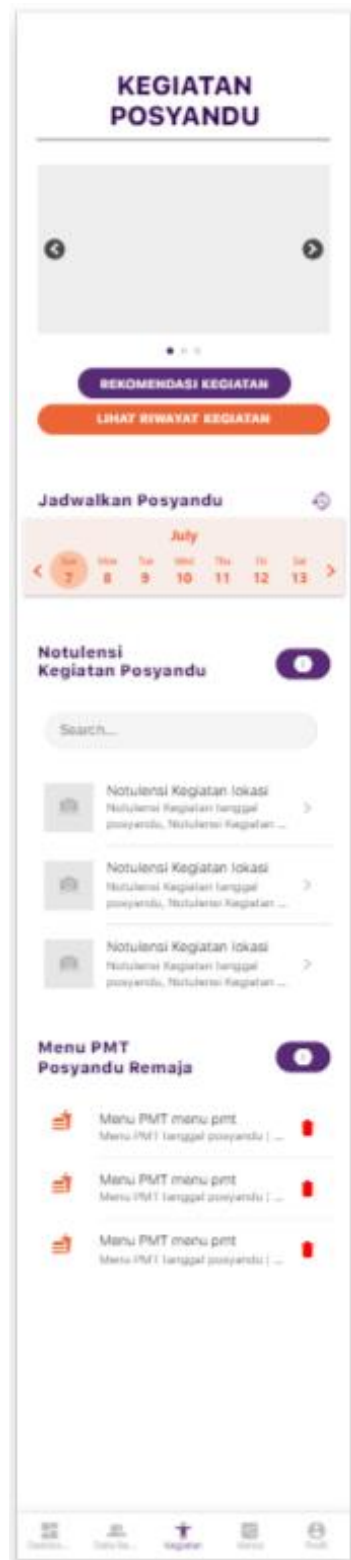 KEGIATAN
POSYANDU
REKOMENDASI KEGIATAN
LIHAT RIWAYAT KEGIATAN
Jadwalkan Posyandu
July
Sun Mon Tue Wed Thu Fri Sat
7 8 9 10 11 12 13
Notulensi
Kegiatan Posyandu
Search...
Notulensi Kegiatan lokasi
Notulensi Kegiatan tanggal
posyandu, Notulensi Kegiatan ...
Notulensi Kegiatan lokasi
Notulensi Kegiatan tanggal
posyandu, Notulensi Kegiatan ...
Notulensi Kegiatan lokasi
Notulensi Kegiatan tanggal
posyandu, Notulensi Kegiatan ...
Menu PMT
Posyandu Remaja
Menu PMT menu pmt
Menu PMT tanggal posyandu | ...
Menu PMT menu pmt
Menu PMT tanggal posyandu | ...
Menu PMT menu pmt
Menu PMT tanggal posyandu | ...
Kegiatan
Profil